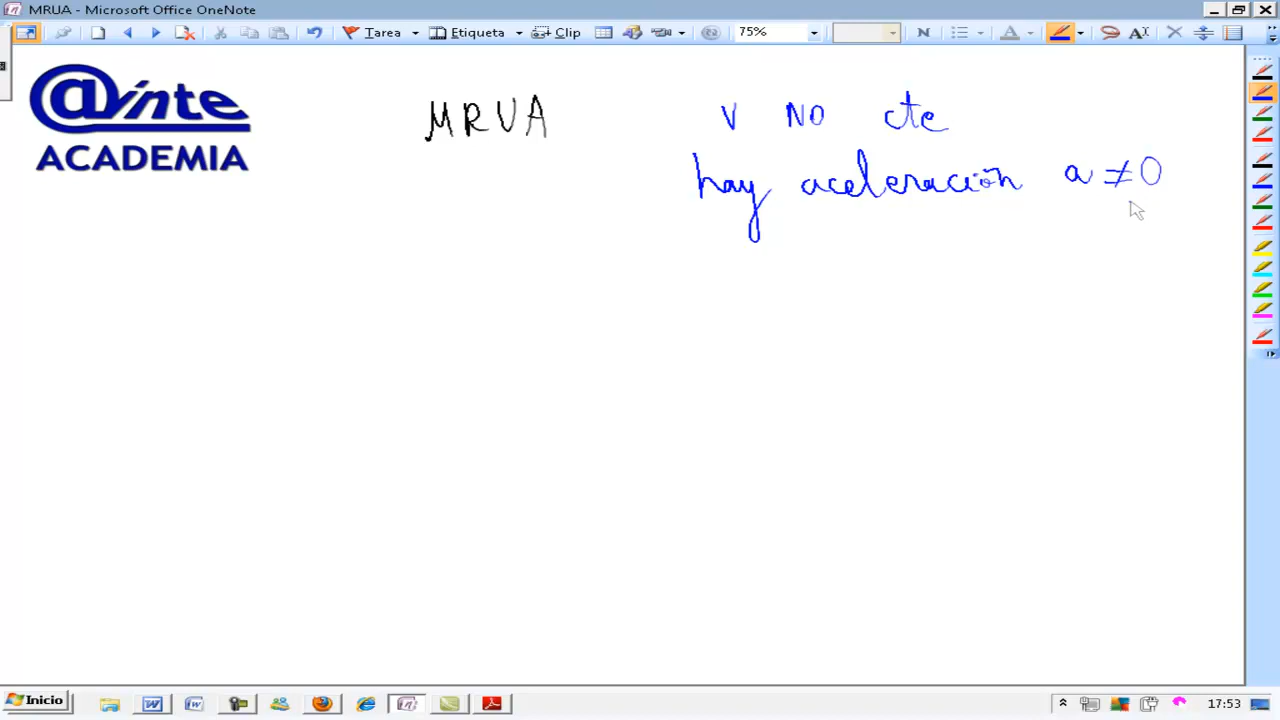 MRUA - Microsoft Office OneNote
Tarea Etiqueta Clip 75% N A
@inte
ACADEMIA
MRUA
v NO cte
hay aceleración a ≠ 0
Inicio
17:53